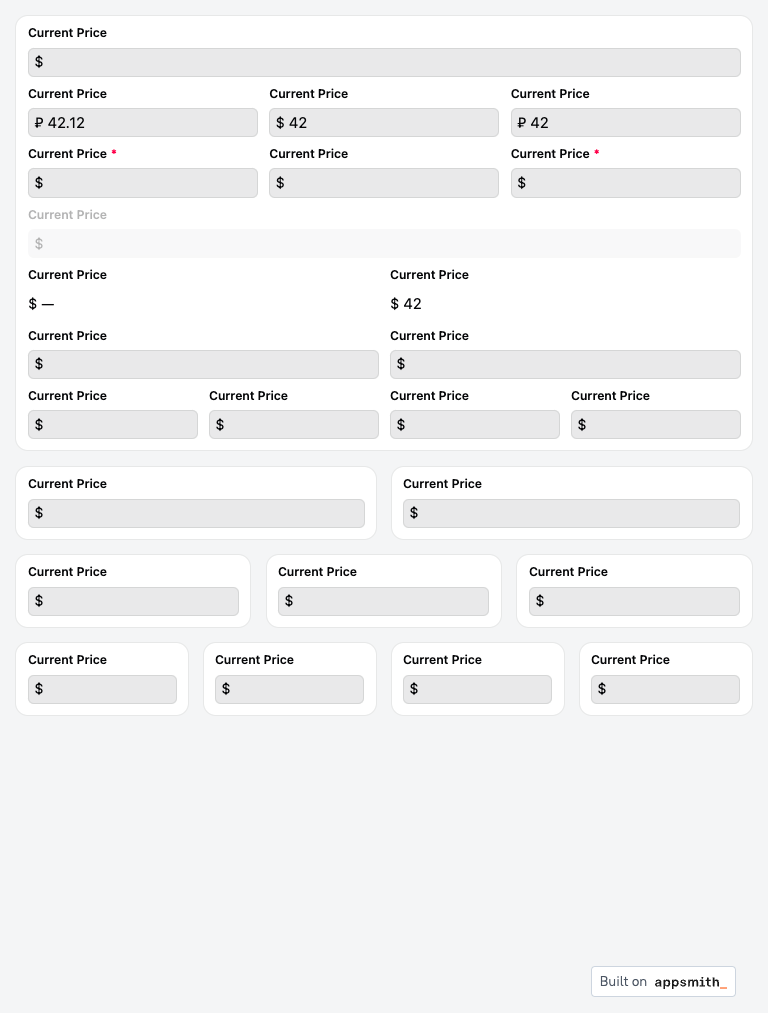 Current Price
$
Current Price Current Price Current Price
₽ 42.12 $ 42 ₽ 42
Current Price * Current Price Current Price *
$ $ $
Current Price
$
Current Price Current Price
$ — $ 42
Current Price Current Price
$ $
Current Price Current Price Current Price Current Price
$ $ $ $
Current Price Current Price
$ $
Current Price Current Price Current Price
$ $ $
Current Price Current Price Current Price Current Price
$ $ $ $
Built on appsmith_